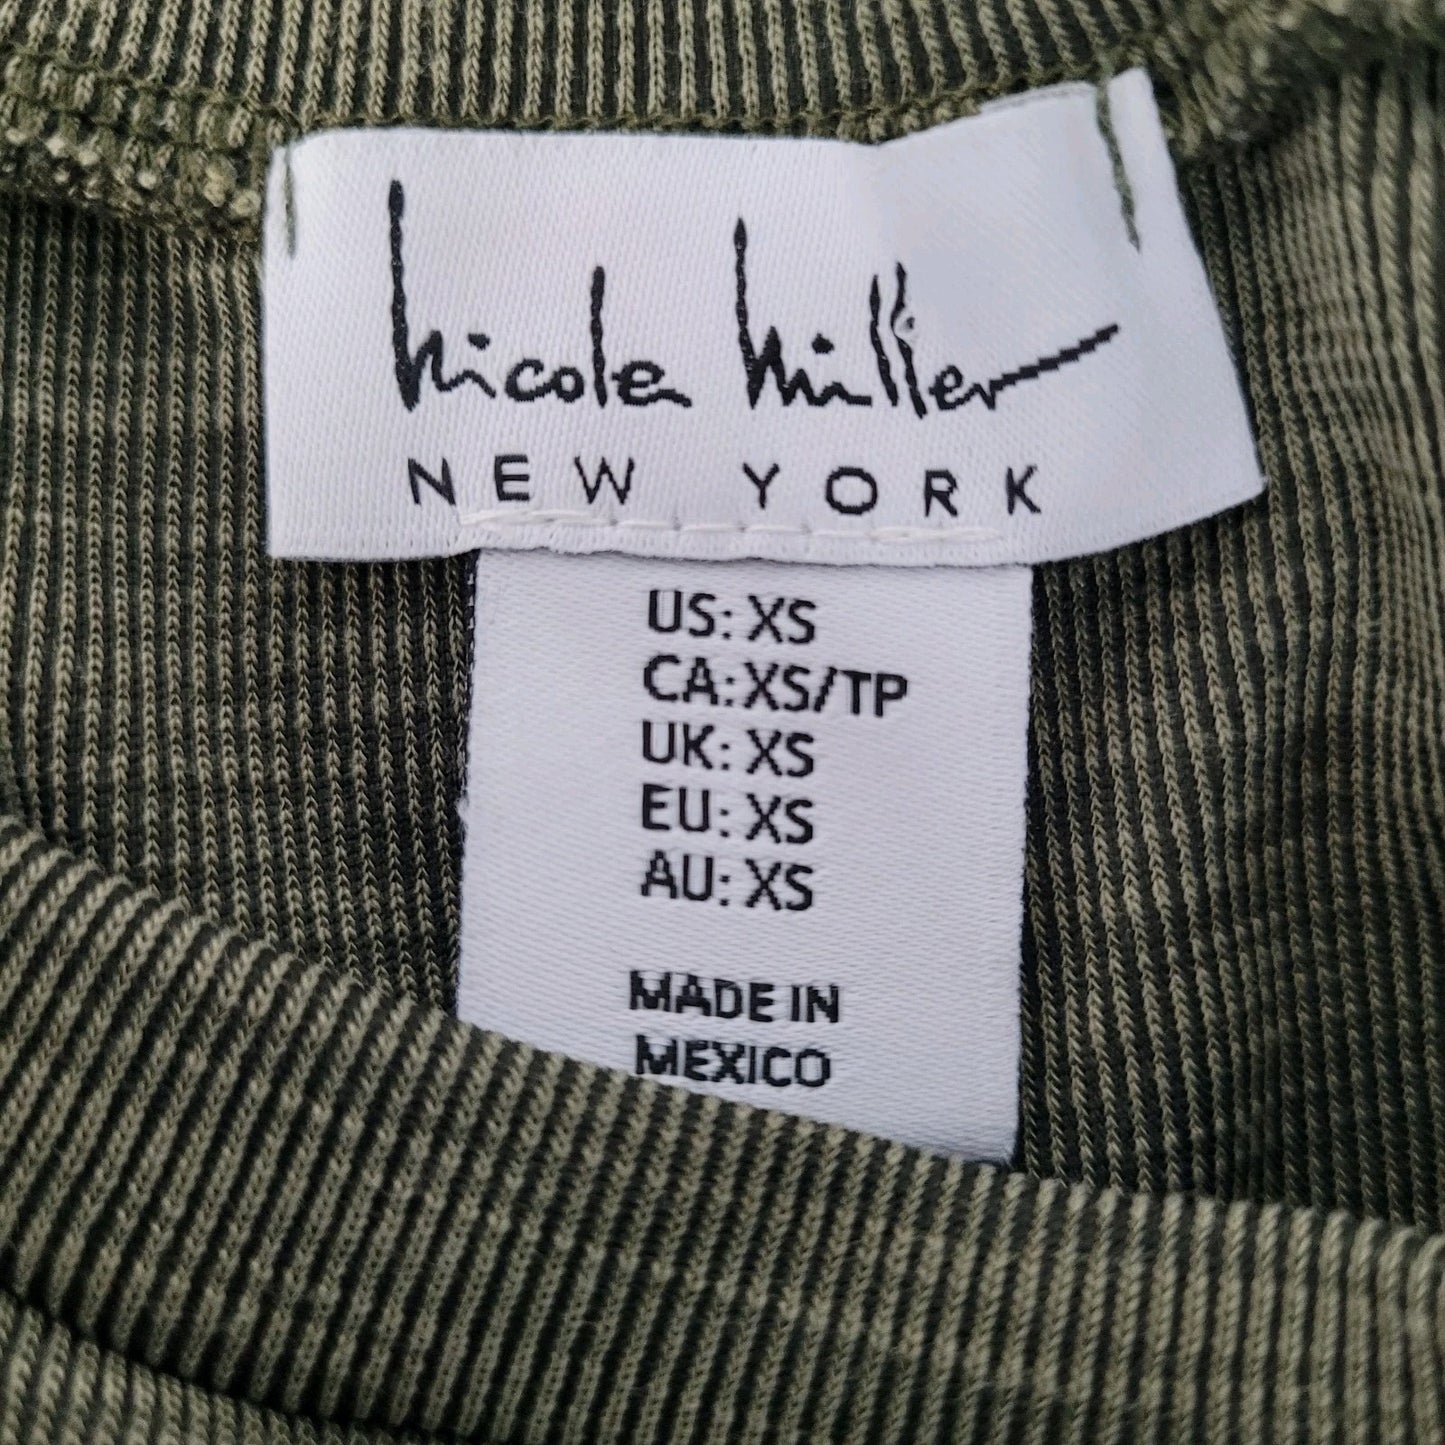 Nicole Miller
NEW YORK
US: XS
CA:XS/TP
UK: XS
EU: XS
AU: XS
MADE IN
MEXICO